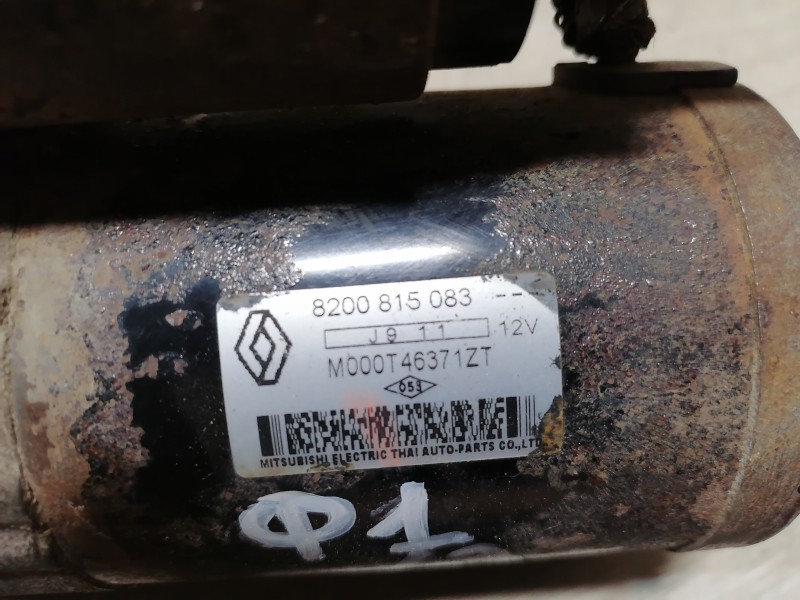 8200 815 083 ---
J9 11 12V
M000T46371ZT
053
MITSUBISHI ELECTRIC THAI AUTO-PARTS CO.,LTD
Ф1